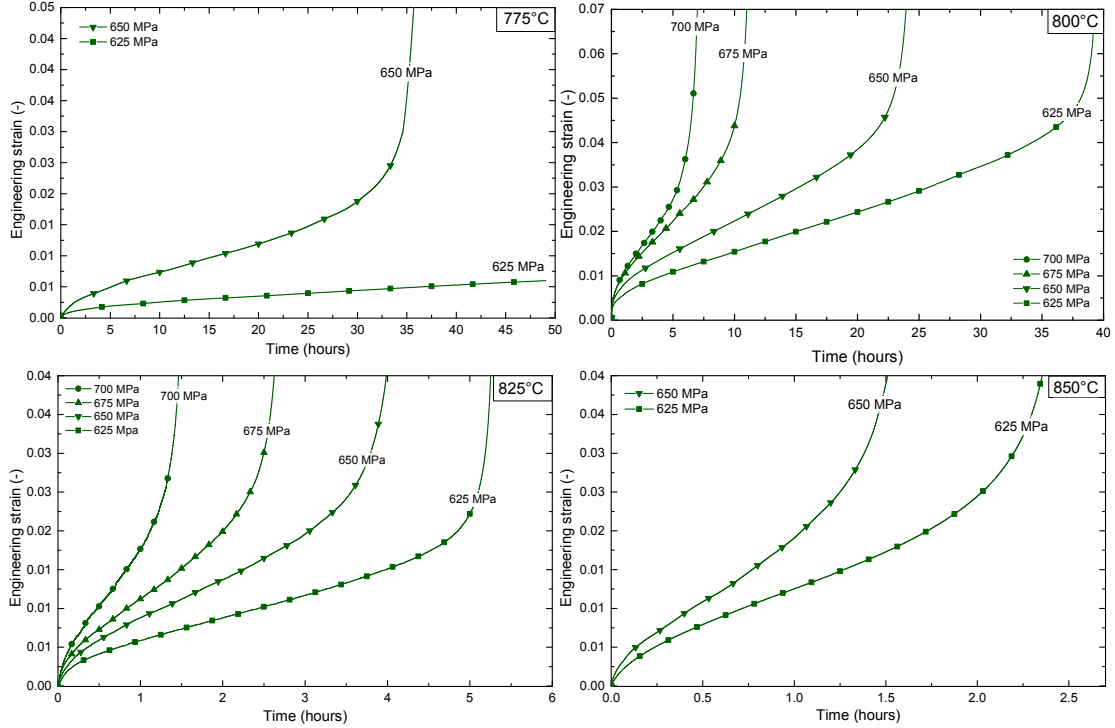 775°C
650 MPa
625 MPa
650 MPa
625 MPa
Engineering strain (-)
0.05
0.04
0.04
0.03
0.03
0.02
0.02
0.01
0.01
0.00
0 5 10 15 20 25 30 35 40 45 50
Time (hours)
800°C
700 MPa
675 MPa
650 MPa
625 MPa
700 MPa
675 MPa
650 MPa
625 MPa
Engineering strain (-)
0.07
0.06
0.05
0.04
0.03
0.02
0.01
0.00
0 5 10 15 20 25 30 35 40
Time (hours)
825°C
700 MPa
675 MPa
650 MPa
625 Mpa
700 MPa
675 MPa
650 MPa
625 MPa
Engineering strain (-)
0.04
0.04
0.03
0.03
0.02
0.01
0.01
0.01
0.00
0 1 2 3 4 5 6
Time (hours)
850°C
650 MPa
625 MPa
650 MPa
625 MPa
Engineering strain (-)
0.04
0.04
0.03
0.03
0.02
0.01
0.01
0.01
0.00
0.0 0.5 1.0 1.5 2.0 2.5
Time (hours)